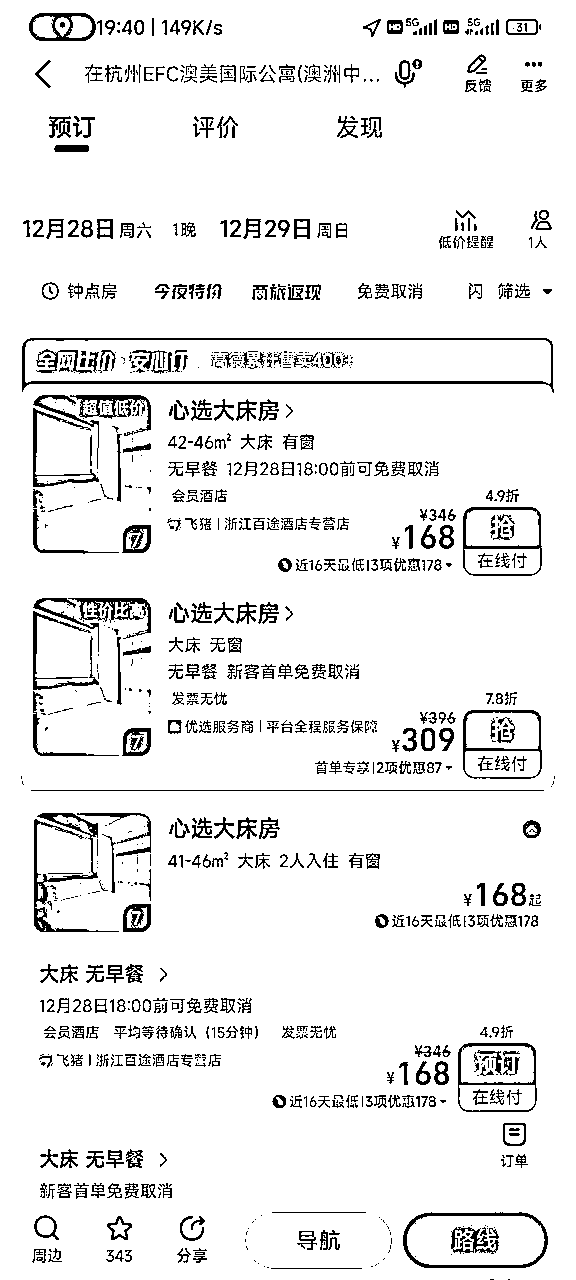 19:40 | 149K/s HD 5G HD 5G 31
在杭州EFC澳美国际公寓(澳洲中...
反馈 更多
预订 评价 发现
12月28日 周六 1晚 12月29日 周日
低价提醒 1人
钟点房 今夜特价 商旅返现 免费取消 闪 筛选
全网比价·安心订 高德累计售卖400+
超值低价
心选大床房
42-46m² 大床 有窗
无早餐 12月28日18:00前可免费取消
会员酒店
4.9折
飞猪 | 浙江百途酒店专营店
¥346
¥168
抢
在线付
近16天最低|3项优惠178
性价比高
心选大床房
大床 无窗
无早餐 新客首单免费取消
发票无忧
7.8折
优选服务商 | 平台全程服务保障
¥396
¥309
抢
在线付
首单专享|2项优惠87
心选大床房
41-46m² 大床 2人入住 有窗
¥168起
近16天最低|3项优惠178
大床 无早餐
12月28日18:00前可免费取消
会员酒店 平均等待确认（15分钟） 发票无忧
4.9折
飞猪 | 浙江百途酒店专营店
¥346
¥168
预订
在线付
近16天最低|3项优惠178
订单
大床 无早餐
新客首单免费取消
周边 343 分享 导航 路线